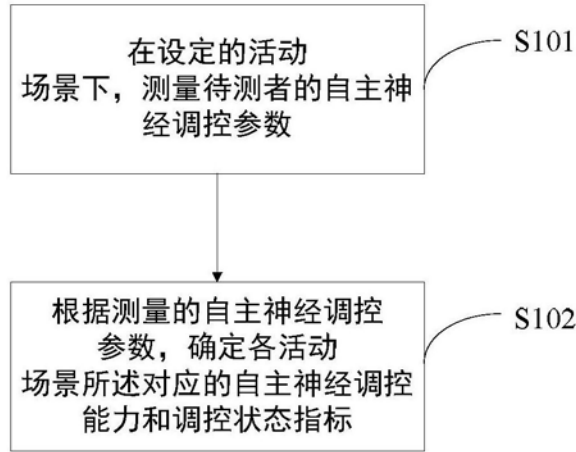 在设定的活动
场景下，测量待测者的自主神
经调控参数
S101
根据测量的自主神经调控
参数，确定各活动
场景所述对应的自主神经调控
能力和调控状态指标
S102